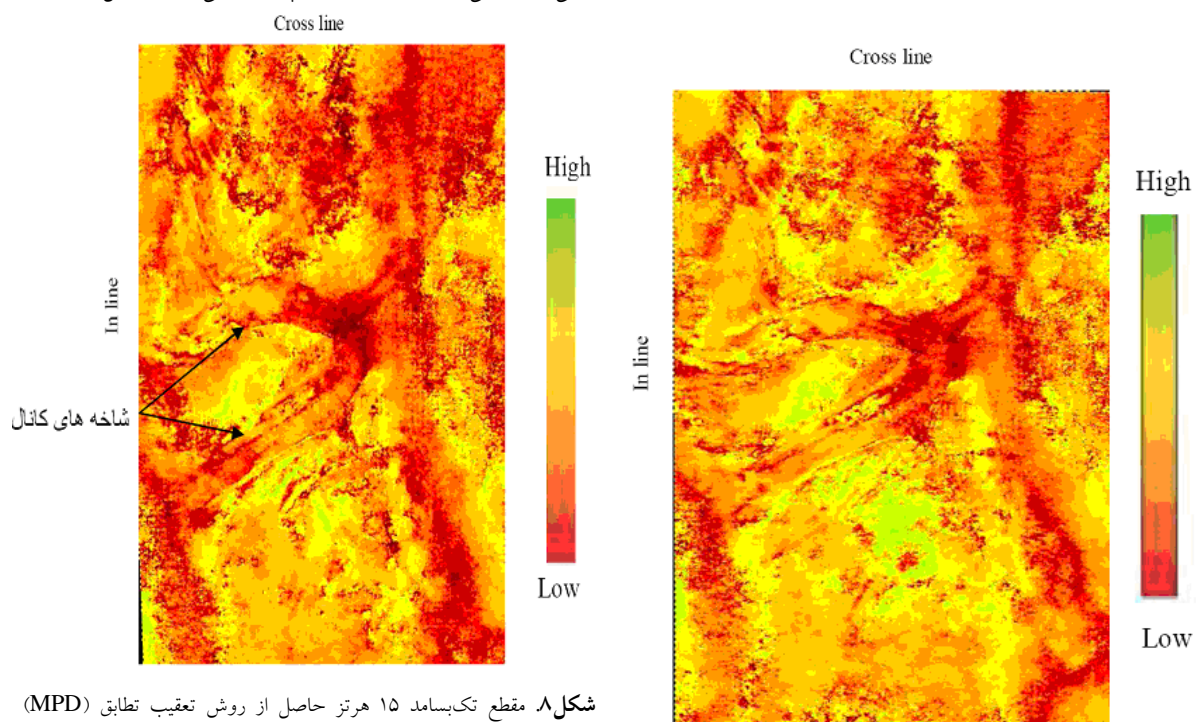 Cross line
In line
شاخه های کانال
High
Low
شکل۸. مقطع تک‌بسامد ۱۵ هرتز حاصل از روش تعقیب تطابق (MPD)
Cross line
In line
High
Low